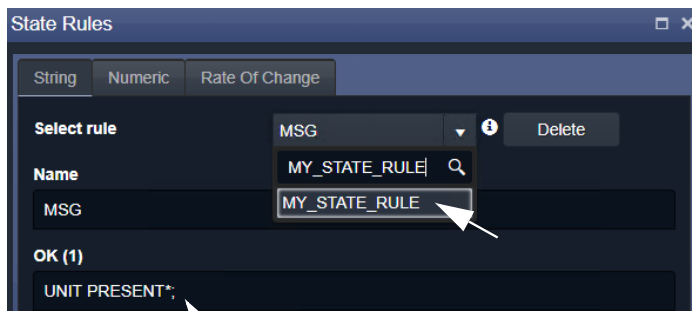 State Rules
String Numeric Rate Of Change
Select rule MSG Delete
MY_STATE_RULE
Name
MY_STATE_RULE
MSG
OK (1)
UNIT PRESENT*;